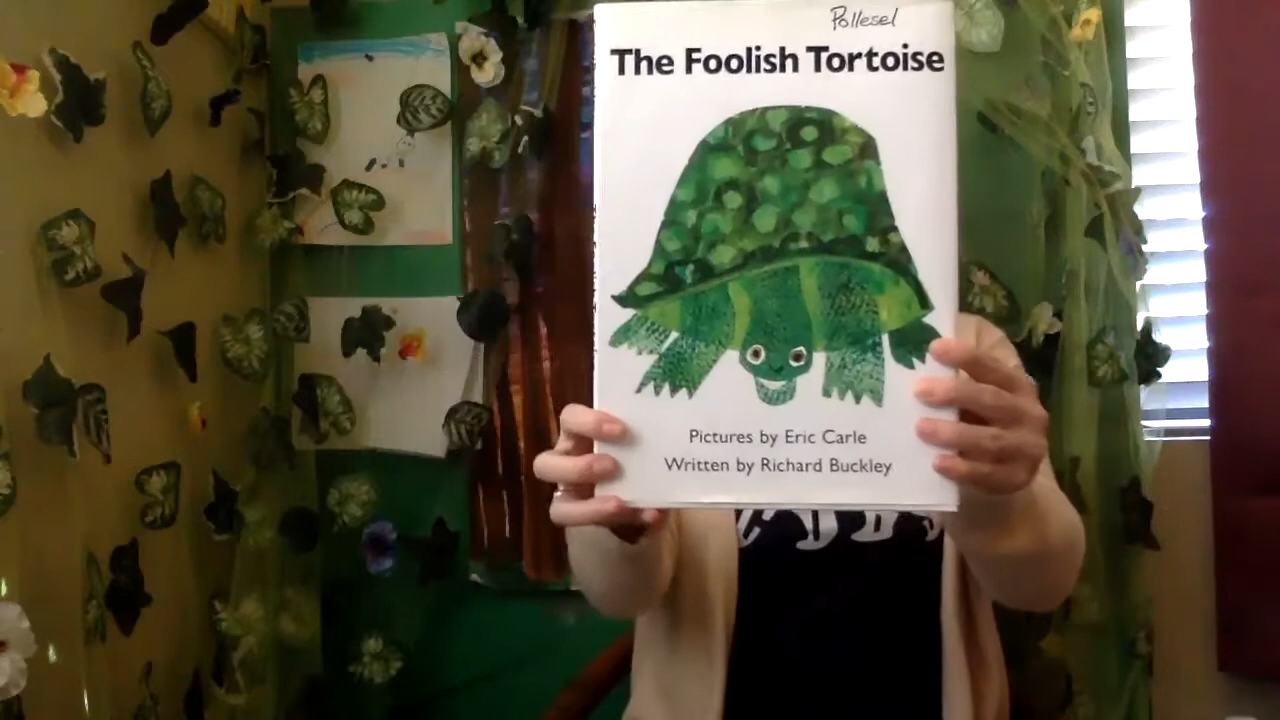 Pollesel
The Foolish Tortoise
Pictures by Eric Carle
Written by Richard Buckley